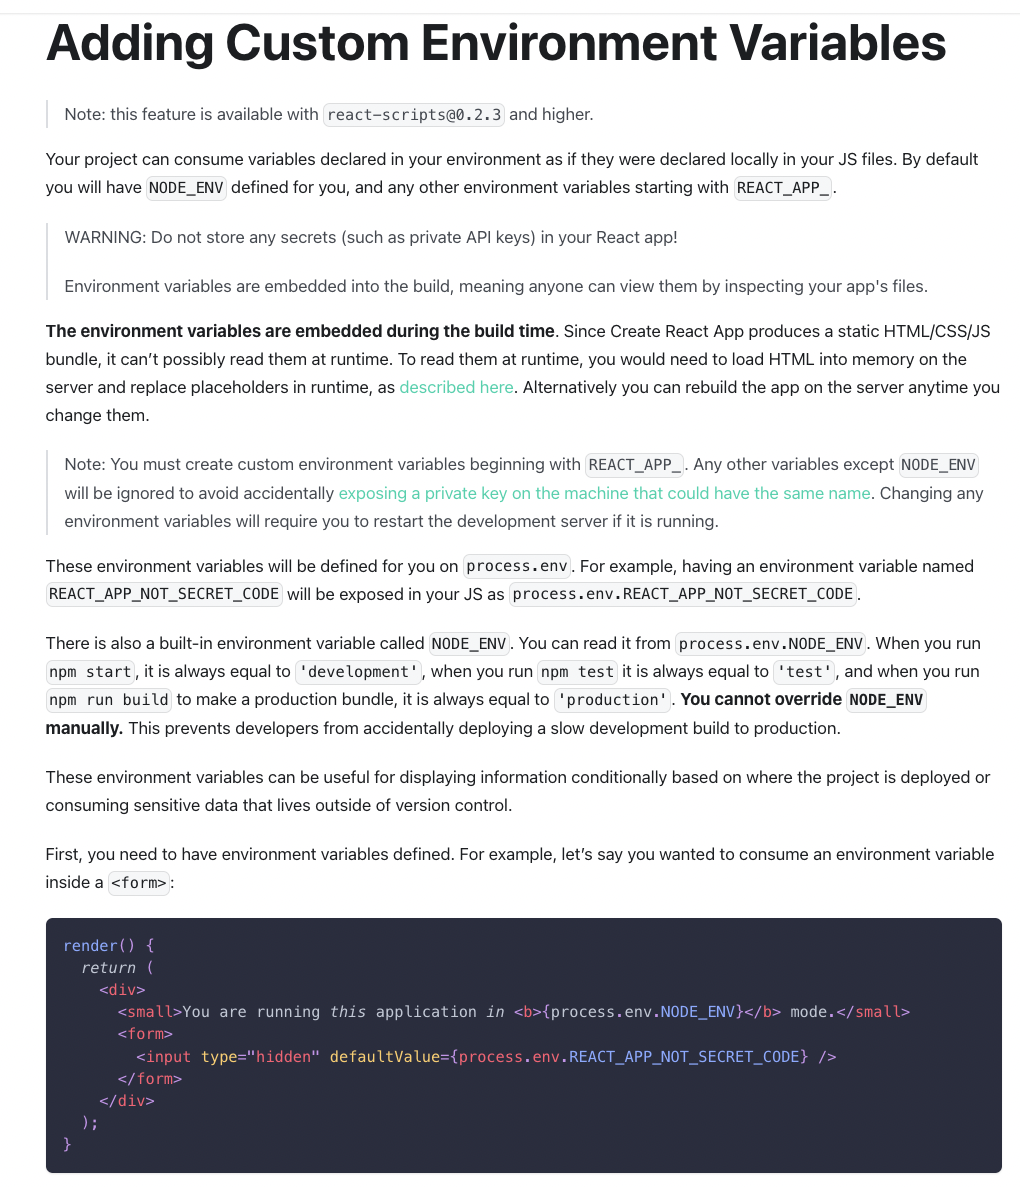 Adding Custom Environment Variables
Note: this feature is available with react-scripts@0.2.3 and higher.
Your project can consume variables declared in your environment as if they were declared locally in your JS files. By default
you will have NODE_ENV defined for you, and any other environment variables starting with REACT_APP_.
WARNING: Do not store any secrets (such as private API keys) in your React app!
Environment variables are embedded into the build, meaning anyone can view them by inspecting your app's files.
The environment variables are embedded during the build time. Since Create React App produces a static HTML/CSS/JS
bundle, it can’t possibly read them at runtime. To read them at runtime, you would need to load HTML into memory on the
server and replace placeholders in runtime, as described here. Alternatively you can rebuild the app on the server anytime you
change them.
Note: You must create custom environment variables beginning with REACT_APP_. Any other variables except NODE_ENV
will be ignored to avoid accidentally exposing a private key on the machine that could have the same name. Changing any
environment variables will require you to restart the development server if it is running.
These environment variables will be defined for you on process.env. For example, having an environment variable named
REACT_APP_NOT_SECRET_CODE will be exposed in your JS as process.env.REACT_APP_NOT_SECRET_CODE.
There is also a built-in environment variable called NODE_ENV. You can read it from process.env.NODE_ENV. When you run
npm start, it is always equal to 'development', when you run npm test it is always equal to 'test', and when you run
npm run build to make a production bundle, it is always equal to 'production'. You cannot override NODE_ENV
manually. This prevents developers from accidentally deploying a slow development build to production.
These environment variables can be useful for displaying information conditionally based on where the project is deployed or
consuming sensitive data that lives outside of version control.
First, you need to have environment variables defined. For example, let’s say you wanted to consume an environment variable
inside a <form>:
render() {
  return (
    <div>
      <small>You are running this application in <b>{process.env.NODE_ENV}</b> mode.</small>
      <form>
        <input type="hidden" defaultValue={process.env.REACT_APP_NOT_SECRET_CODE} />
      </form>
    </div>
  );
}